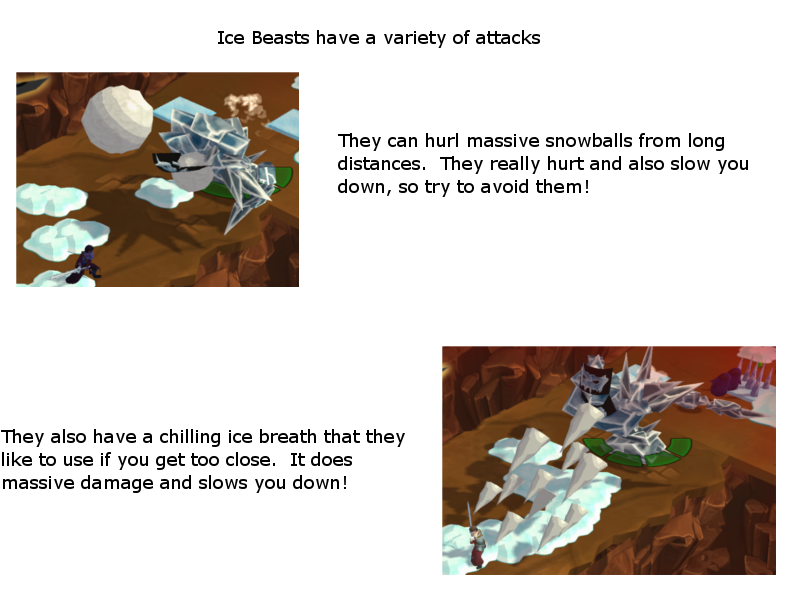 Ice Beasts have a variety of attacks
They can hurl massive snowballs from long
distances.  They really hurt and also slow you
down, so try to avoid them!
They also have a chilling ice breath that they
like to use if you get too close.  It does
massive damage and slows you down!